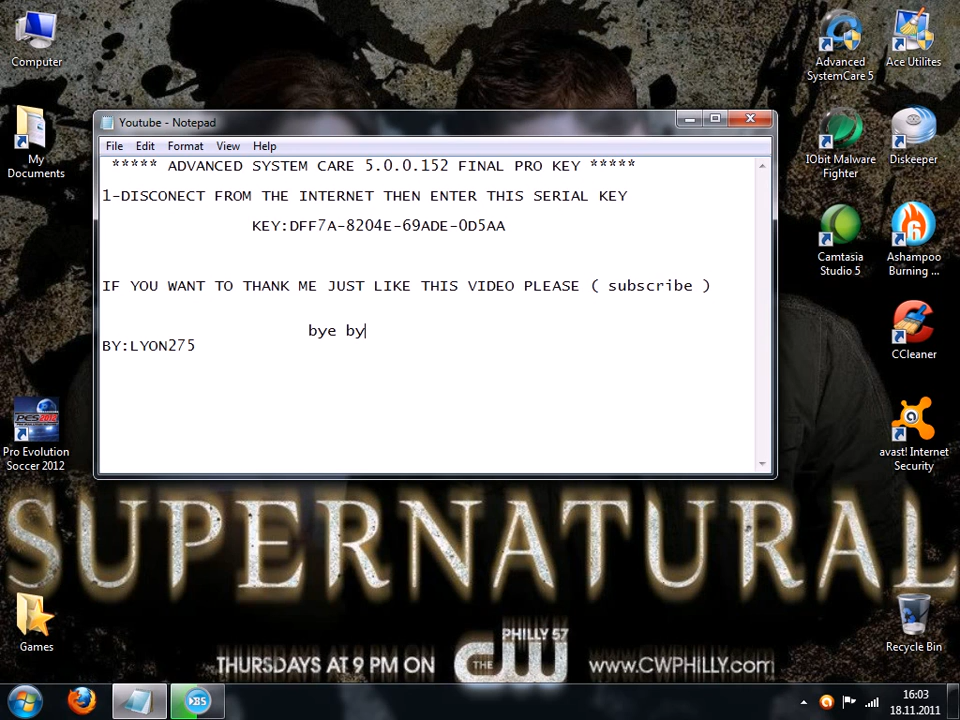 Computer
My
Documents
Pro Evolution
Soccer 2012
Games
Youtube - Notepad
File Edit Format View Help
***** ADVANCED SYSTEM CARE 5.0.0.152 FINAL PRO KEY *****
1-DISCONECT FROM THE INTERNET THEN ENTER THIS SERIAL KEY
KEY:DFF7A-8204E-69ADE-0D5AA
IF YOU WANT TO THANK ME JUST LIKE THIS VIDEO PLEASE ( subscribe )
bye by
BY:LYON275
Advanced
SystemCare 5
Ace Utilites
IObit Malware
Fighter
Diskeeper
Camtasia
Studio 5
Ashampoo
Burning ...
CCleaner
avast! Internet
Security
Recycle Bin
PES2012
SUPERNATURAL
THURSDAYS AT 9 PM ON
PHILLY 57
THE CW
www.CWPHILLY.com
BS
16:03
18.11.2011